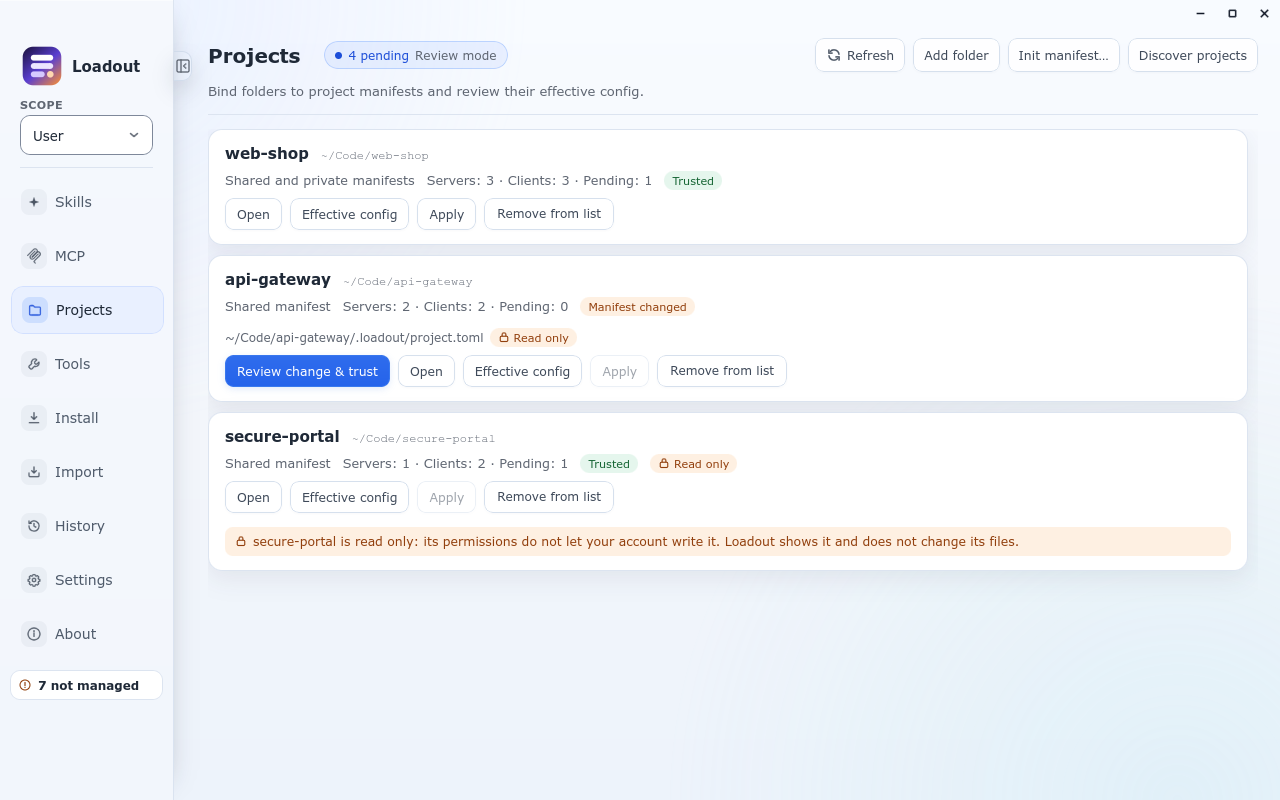 Loadout
SCOPE
User
Skills
MCP
Projects
Tools
Install
Import
History
Settings
About
7 not managed
Projects
4 pending Review mode
Refresh
Add folder
Init manifest...
Discover projects
Bind folders to project manifests and review their effective config.
web-shop ~/Code/web-shop
Shared and private manifests Servers: 3 · Clients: 3 · Pending: 1 Trusted
Open Effective config Apply Remove from list
api-gateway ~/Code/api-gateway
Shared manifest Servers: 2 · Clients: 2 · Pending: 0 Manifest changed
~/Code/api-gateway/.loadout/project.toml Read only
Review change & trust Open Effective config Apply Remove from list
secure-portal ~/Code/secure-portal
Shared manifest Servers: 1 · Clients: 2 · Pending: 1 Trusted Read only
Open Effective config Apply Remove from list
secure-portal is read only: its permissions do not let your account write it. Loadout shows it and does not change its files.